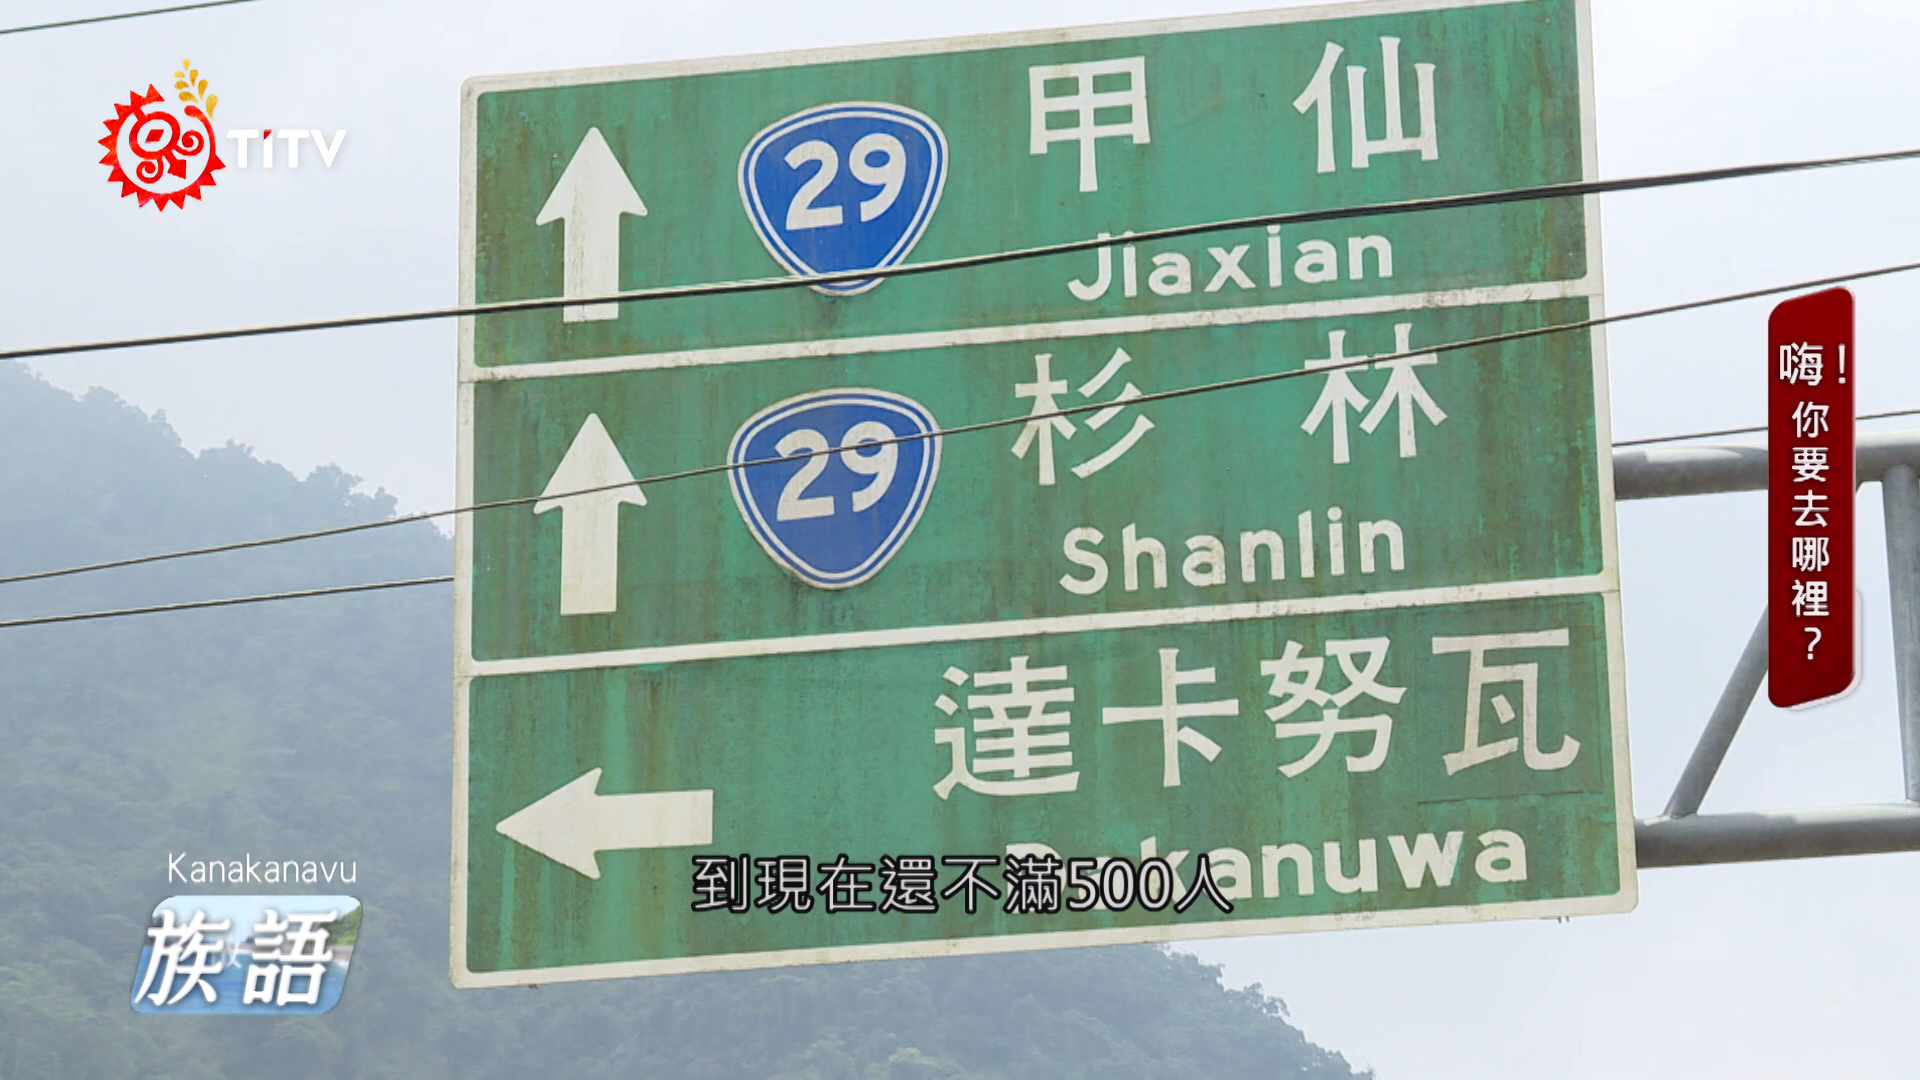 TITV
29 甲仙
Jiaxian
29 杉林
Shanlin
達卡努瓦
kanuwa
嗨！你要去哪裡？
到現在還不滿500人
Kanakanavu
族語